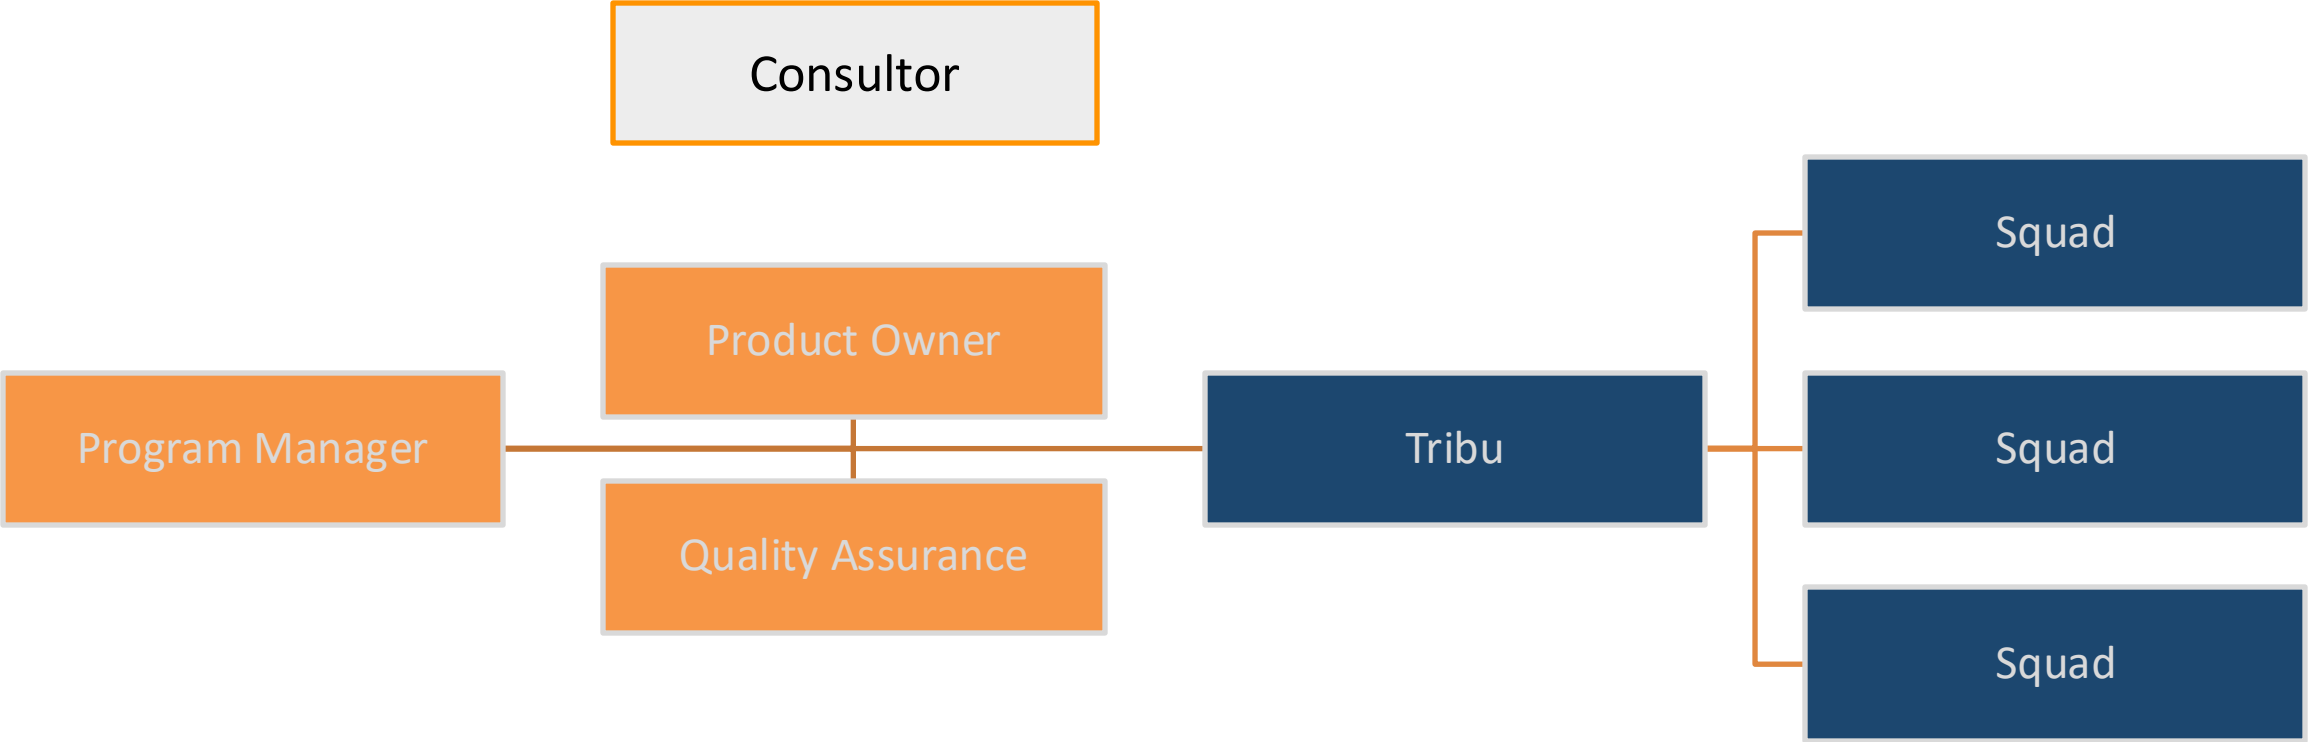 Consultor
Program Manager
Product Owner
Quality Assurance
Tribu
Squad
Squad
Squad